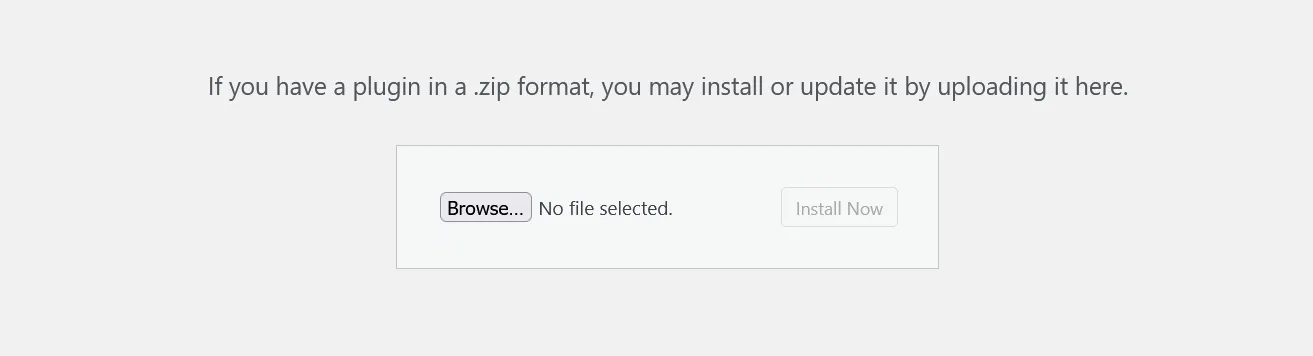 If you have a plugin in a .zip format, you may install or update it by uploading it here.
Browse... No file selected. Install Now